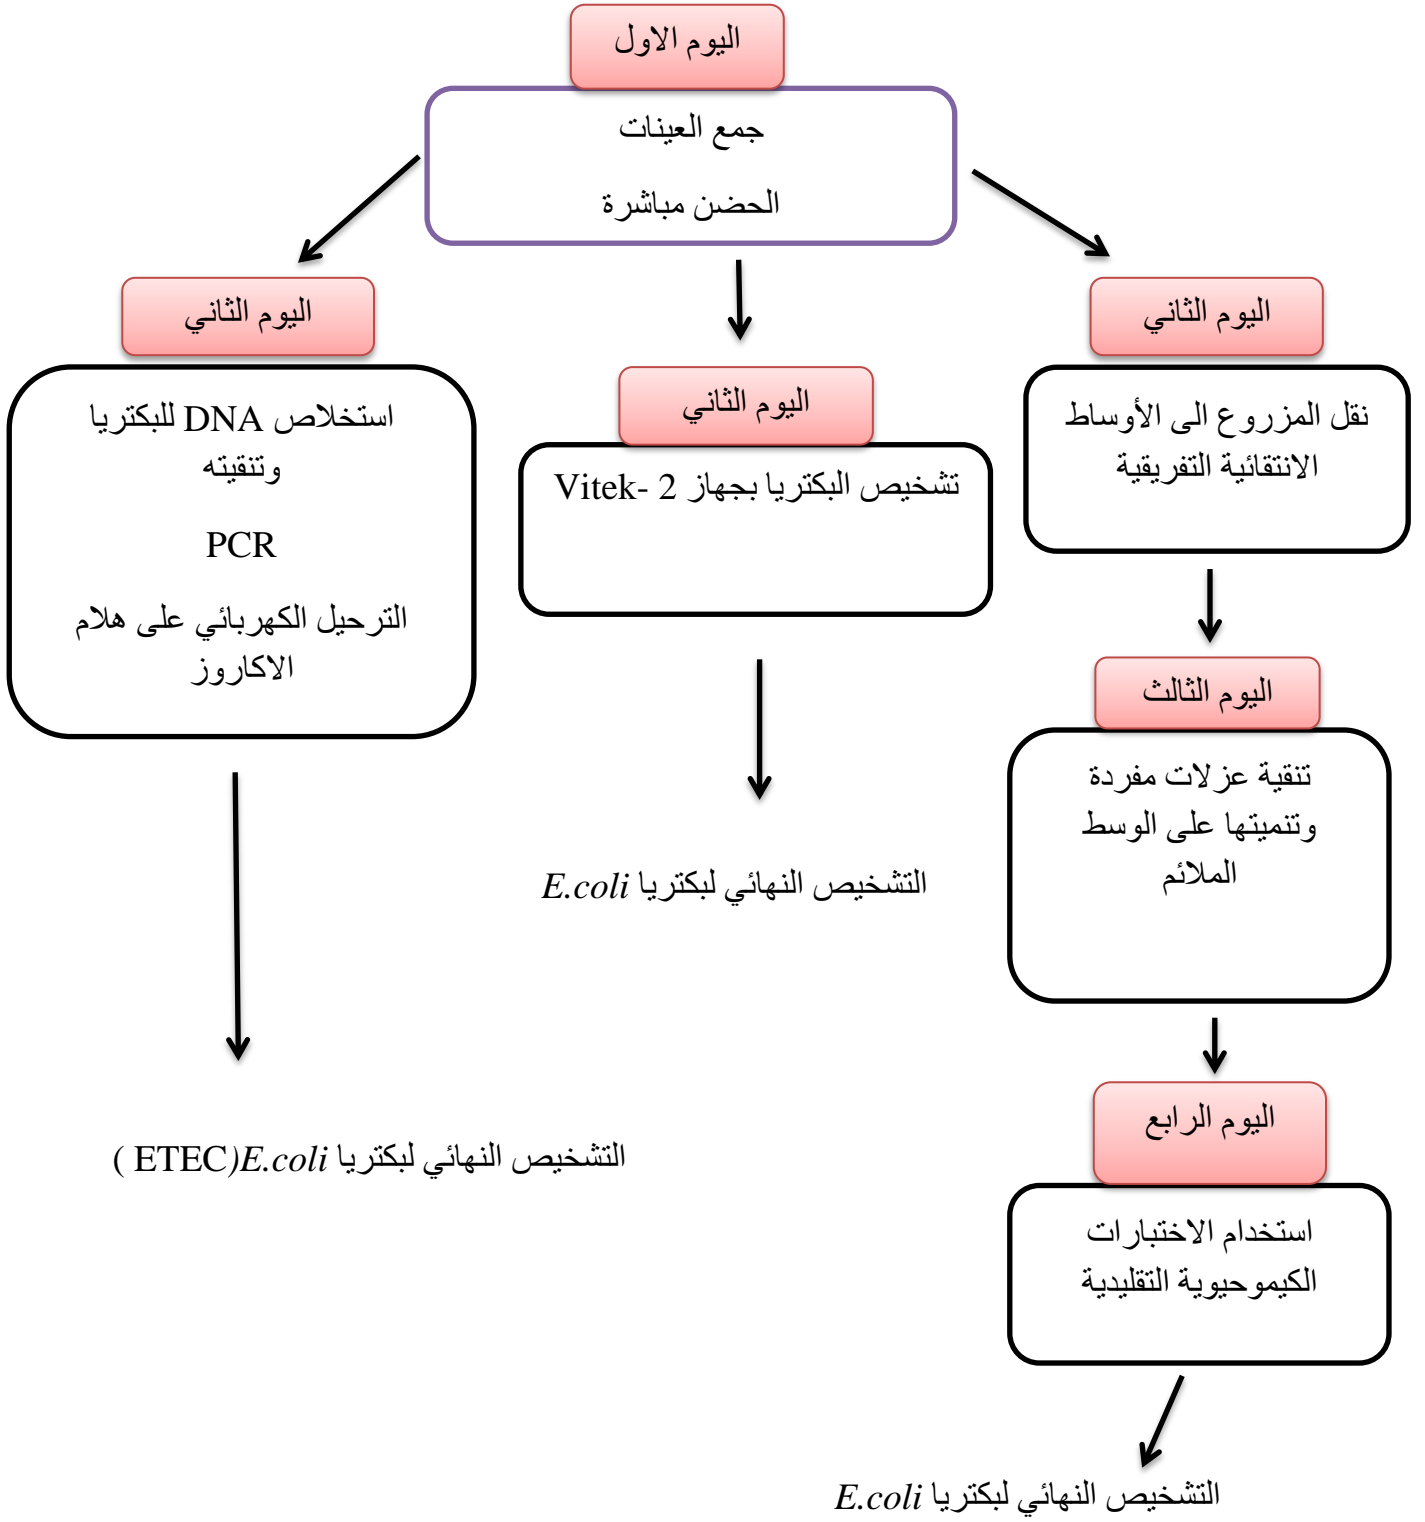 اليوم الاول
جمع العينات
الحضن مباشرة
اليوم الثاني
نقل المزروع الى الأوساط
الانتقائية التفريقية
اليوم الثالث
تنقية عزلات مفردة
وتنميتها على الوسط
الملائم
اليوم الرابع
استخدام الاختبارات
الكيموحيوية التقليدية
التشخيص النهائي لبكتريا E.coli
اليوم الثاني
تشخيص البكتريا بجهاز Vitek- 2
التشخيص النهائي لبكتريا E.coli
اليوم الثاني
استخلاص DNA للبكتريا
وتنقيته
PCR
الترحيل الكهربائي على هلام
الاكاروز
التشخيص النهائي لبكتريا E.coli(ETEC )